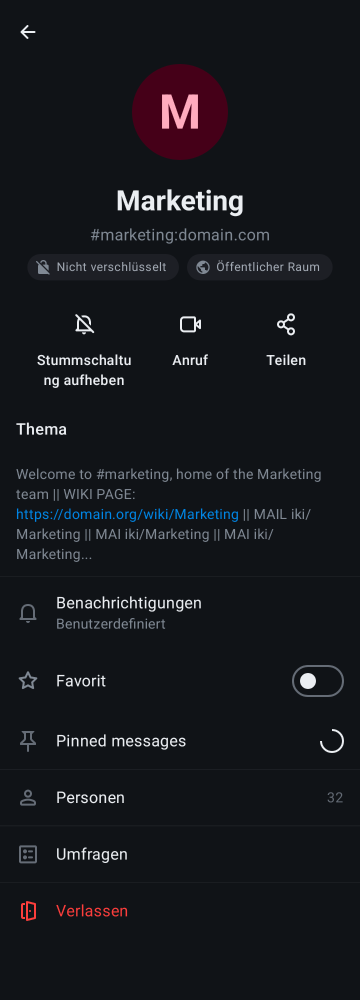 M
Marketing
#marketing:domain.com
Nicht verschlüsselt
Öffentlicher Raum
Stummschaltu
ng aufheben
Anruf
Teilen
Thema
Welcome to #marketing, home of the Marketing
team || WIKI PAGE:
https://domain.org/wiki/Marketing || MAIL iki/
Marketing || MAI iki/Marketing || MAI iki/
Marketing...
Benachrichtigungen
Benutzerdefiniert
Favorit
Pinned messages
Personen 32
Umfragen
Verlassen